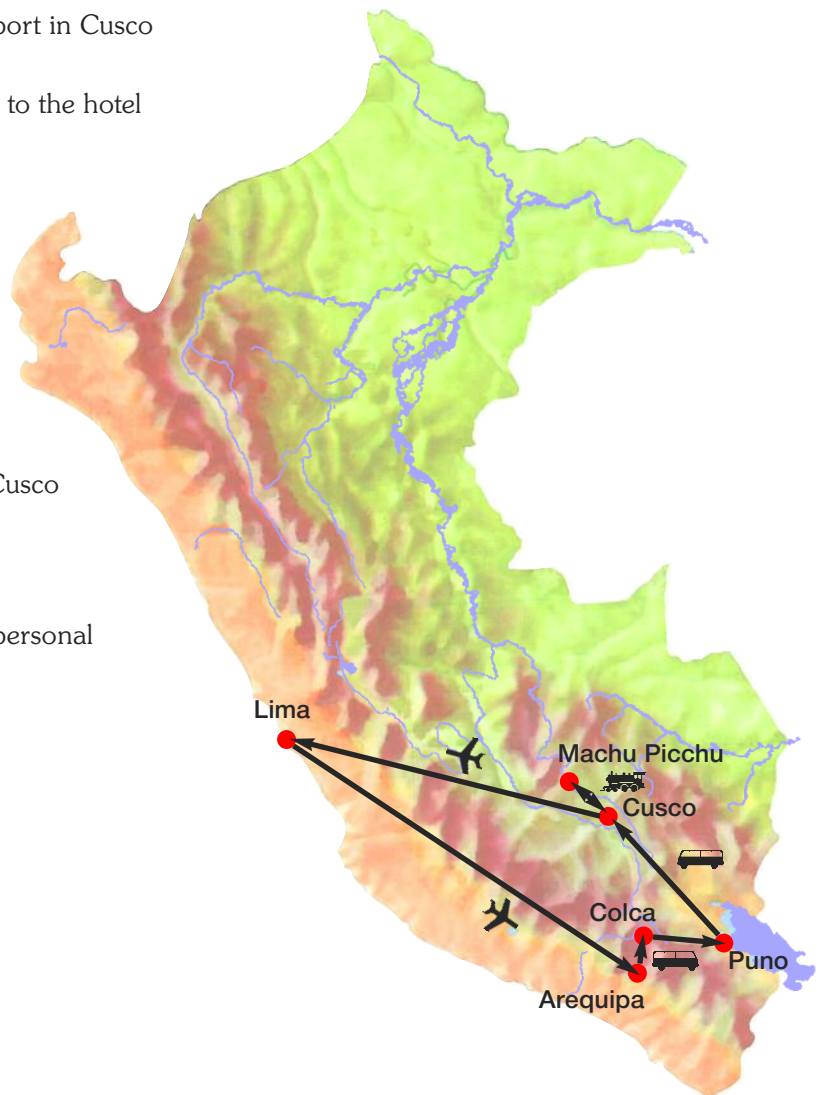 port in Cusco
to the hotel
Cusco
personal
Lima
Machu Picchu
Cusco
Colca
Puno
Arequipa